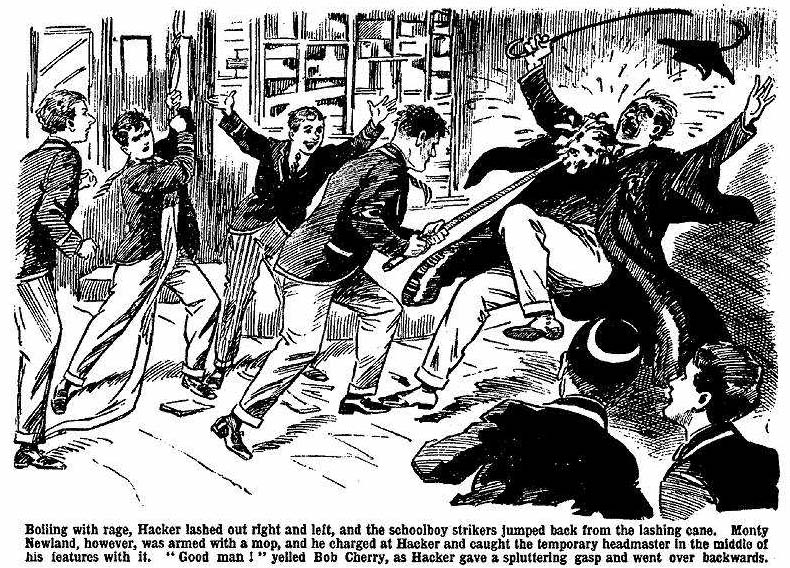 Boiling with rage, Hacker lashed out right and left, and the schoolboy strikers jumped back from the lashing cane. Monty
Newland, however, was armed with a mop, and he charged at Hacker and caught the temporary headmaster in the middle of
his features with it. "Good man!" yelled Bob Cherry, as Hacker gave a spluttering gasp and went over backwards.